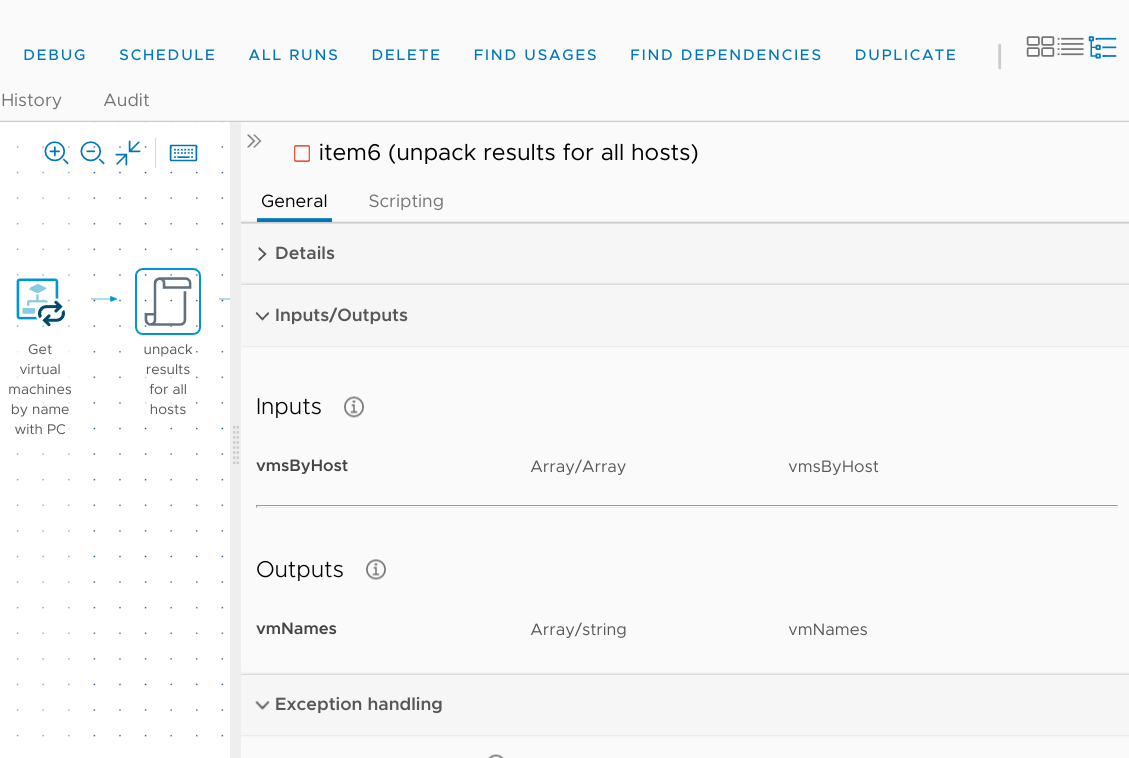 DEBUG SCHEDULE ALL RUNS DELETE FIND USAGES FIND DEPENDENCIES DUPLICATE
History Audit
item6 (unpack results for all hosts)
General Scripting
Details
Inputs/Outputs
Get
virtual
machines
by name
with PC
unpack
results
for all
hosts
Inputs
vmsByHost Array/Array vmsByHost
Outputs
vmNames Array/string vmNames
Exception handling